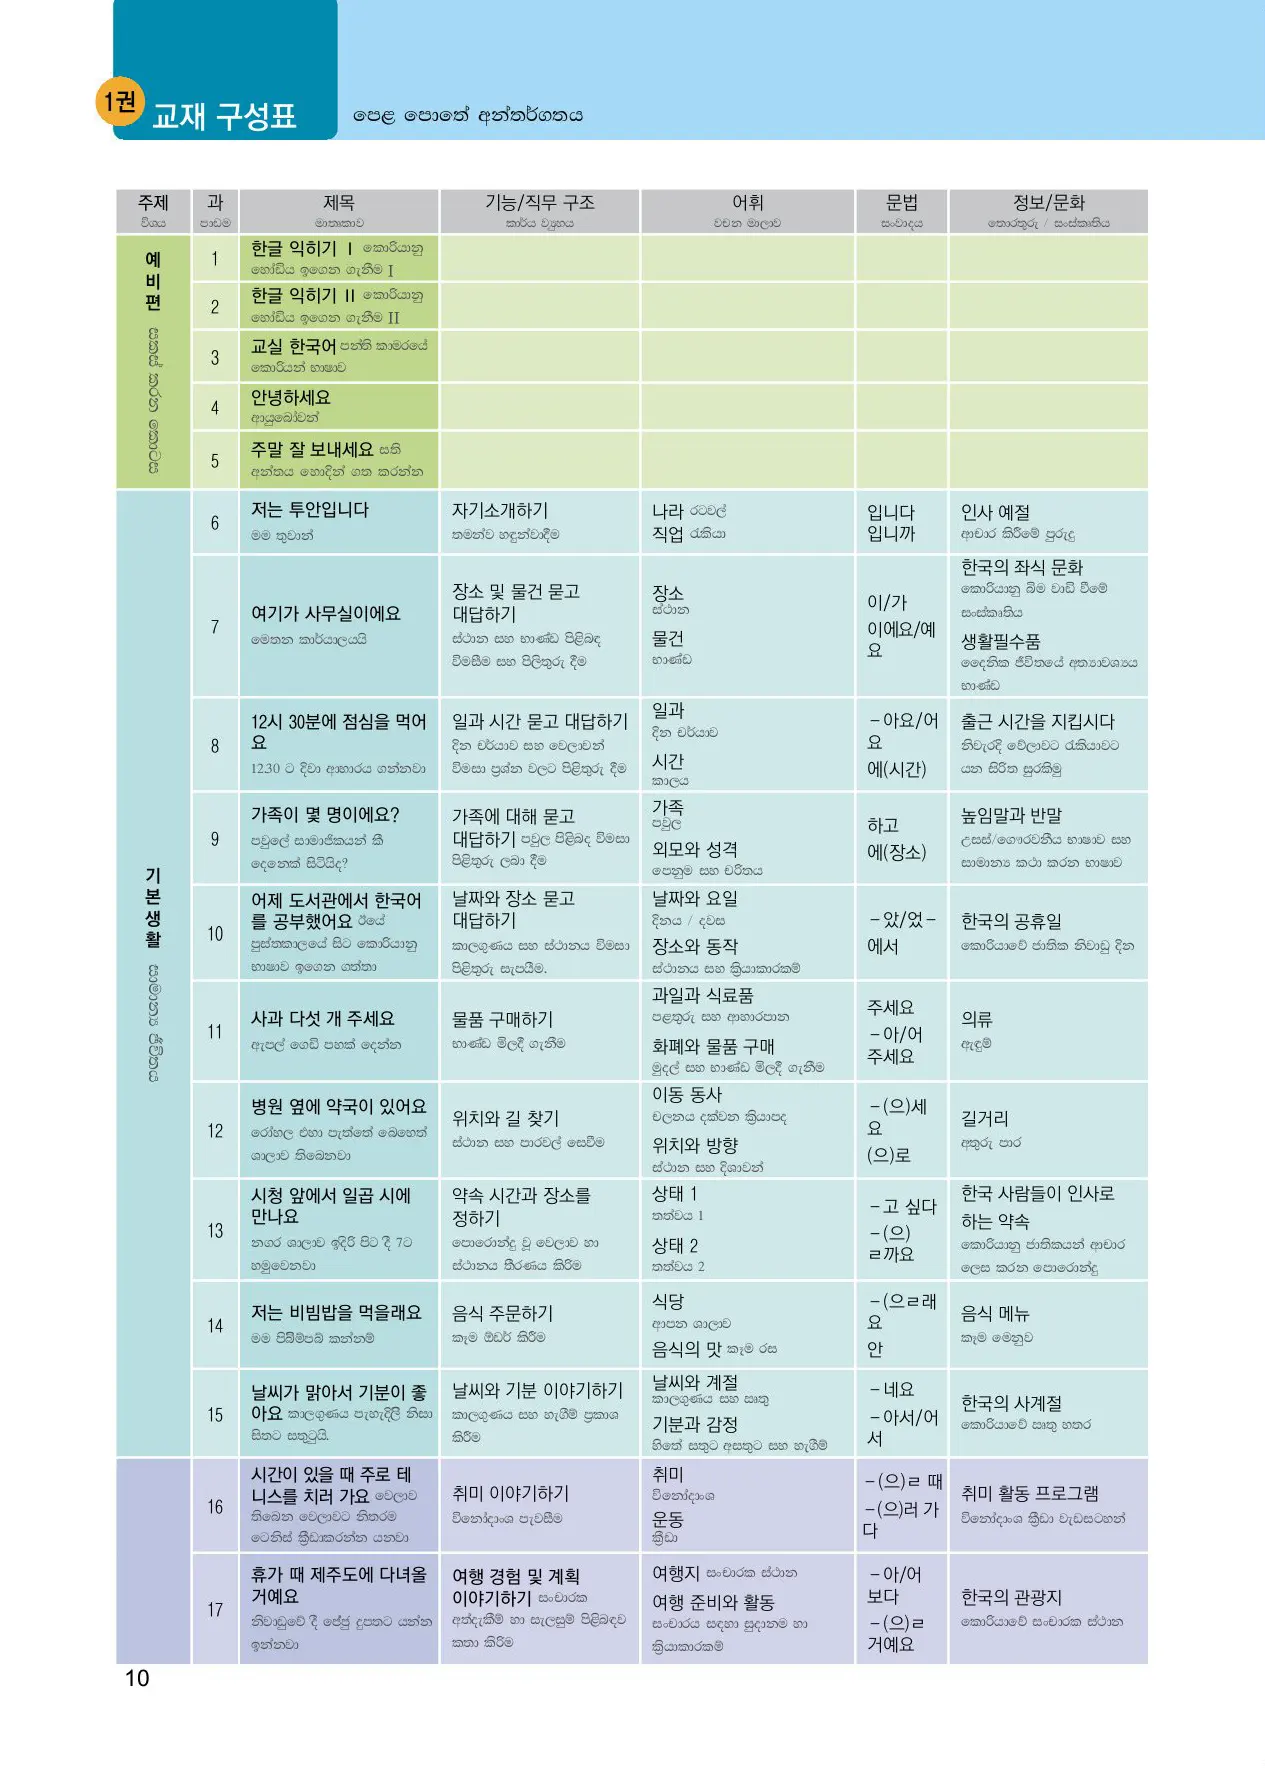 1권
교재 구성표
පෙළ පොතේ අන්තර්ගතය
주제 과 제목 기능/직무 구조 어휘 문법 정보/문화
විශය පාඩම මාතෘකාව කාර්ය ව්‍යුහය වචන මාලාව සංවාදය තොරතුරු / සංස්කෘතිය
예비편 සූදානම් කරන කොටස
1
한글 익히기 Ⅰ කොරියානු
හෝඩිය ඉගෙන ගැනීම I
2
한글 익히기 II කොරියානු
හෝඩිය ඉගෙන ගැනීම II
3
교실 한국어 පන්ති කාමරයේ
කොරියන් භාෂාව
4
안녕하세요
ආයුබෝවන්
5
주말 잘 보내세요 සති
අන්තය හොදින් ගත කරන්න
기본생활 සාමාන්‍ය ජීවිතය
6
저는 투안입니다
මම තුවාන්
자기소개하기
තමන්ව හඳුන්වාදීම
나라 රටවල්
직업 රැකියා
입니다
입니까
인사 예절
ආචාර කිරීමේ පුරුදු
7
여기가 사무실이에요
මෙතන කාර්යාලයයි
장소 및 물건 묻고
대답하기
ස්ථාන සහ භාණ්ඩ පිළිබඳ
විමසීම සහ පිලිතුරු දීම
장소
ස්ථාන
물건
භාණ්ඩ
이/가
이에요/예
요
한국의 좌식 문화
කොරියානු බිම වාඩි වීමේ
සංස්කෘතිය
생활필수품
දෛනික ජීවිතයේ අත්‍යාවශ්‍යය
භාණ්ඩ
8
12시 30분에 점심을 먹어
요
12.30 ට දිවා ආහාරය ගන්නවා
일과 시간 묻고 대답하기
දින චර්යාව සහ වෙලාවන්
විමසා ප්‍රශ්න වලට පිළිතුරු දීම
일과
දින චර්යාව
시간
කාලය
-아요/어
요
에(시간)
출근 시간을 지킵시다
නිවැරදි වේලාවට රැකියාවට
යන සිරිත සුරකිමු
9
가족이 몇 명이에요?
පවුලේ සාමාජිකයන් කී
දෙනෙක් සිටියිද?
가족에 대해 묻고
대답하기 පවුල පිළිබද විමසා
පිළිතුරු ලබා දීම
가족
පවුල
외모와 성격
පෙනුම සහ චරිතය
하고
에(장소)
높임말과 반말
උසස්/ගෞරවනීය භාෂාව සහ
සාමාන්‍ය කථා කරන භාෂාව
10
어제 도서관에서 한국어
를 공부했어요 ඊයේ
පුස්තකාලයේ සිට කොරියානු
භාෂාව ඉගෙන ගත්තා
날짜와 장소 묻고
대답하기
කාලගුණය සහ ස්ථානය විමසා
පිළිතුරු සැපයීම.
날짜와 요일
දිනය / දවස
장소와 동작
ස්ථානය සහ ක්‍රියාකාරකම්
-았/었-
에서
한국의 공휴일
කොරියාවේ ජාතික නිවාඩු දින
11
사과 다섯 개 주세요
ඇපල් ගෙඩි පහක් දෙන්න
물품 구매하기
භාණ්ඩ මිලදී ගැනීම
과일과 식료품
පළතුරු සහ ආහාරපාන
화폐와 물품 구매
මුදල් සහ භාණ්ඩ මිලදී ගැනීම
주세요
-아/어
주세요
의류
ඇඳුම්
12
병원 옆에 약국이 있어요
රෝහල එහා පැත්තේ බෙහෙත්
ශාලාව තිබෙනවා
위치와 길 찾기
ස්ථාන සහ පාරවල් සෙවීම
이동 동사
චලනය දක්වන ක්‍රියාපද
위치와 방향
ස්ථාන සහ දිශාවන්
-(으)세
요
(으)로
길거리
අතුරු පාර
13
시청 앞에서 일곱 시에
만나요
නගර ශාලාව ඉදිරි පිට දී 7ට
හමුවෙනවා
약속 시간과 장소를
정하기
පොරොන්දු වූ වෙලාව හා
ස්ථානය තීරණය කිරිම
상태 1
තත්වය 1
상태 2
තත්වය 2
-고 싶다
-(으)
ㄹ까요
한국 사람들이 인사로
하는 약속
කොරියානු ජාතිකයන් ආචාර
ලෙස කරන පොරොන්දු
14
저는 비빔밥을 먹을래요
මම පිබිම්පබ් කන්නම්
음식 주문하기
කෑම ඕඩර් කිරීම
식당
ආපන ශාලාව
음식의 맛 කෑම රස
-(으ㄹ래
요
안
음식 메뉴
කෑම මෙනුව
15
날씨가 맑아서 기분이 좋
아요 කාලගුණය පැහැදිලි නිසා
සිතට සතුටුයි.
날씨와 기분 이야기하기
කාලගුණය සහ හැගීම් ප්‍රකාශ
කිරීම
날씨와 계절
කාලගුණය සහ ඍතු
기분과 감정
හිතේ සතුට අසතුට සහ හැගීම්
-네요
-아서/어
서
한국의 사계절
කොරියාවේ ඍතු හතර
16
시간이 있을 때 주로 테
니스를 치러 가요 වෙලාව
තිබෙන වෙලාවට නිතරම
ටෙනිස් ක්‍රීඩාකරන්න යනවා
취미 이야기하기
විනෝදාංශ පැවසීම
취미
විනෝදාංශ
운동
ක්‍රීඩා
-(으)ㄹ 때
-(으)러 가
다
취미 활동 프로그램
විනෝදාංශ ක්‍රීඩා වැඩසටහන්
17
휴가 때 제주도에 다녀올
거예요
නිවාඩුවේ දී ජේජු දුපතට යන්න
ඉන්නවා
여행 경험 및 계획
이야기하기 සංචාරක
අත්දැකීම් හා සැලසුම් පිළිබඳව
කතා කිරිම
여행지 සංචාරක ස්ථාන
여행 준비와 활동
සංචාරය සඳහා සුදානම හා
ක්‍රියාකාරකම්
-아/어
보다
-(으)ㄹ
거예요
한국의 관광지
කොරියාවේ සංචාරක ස්ථාන
10